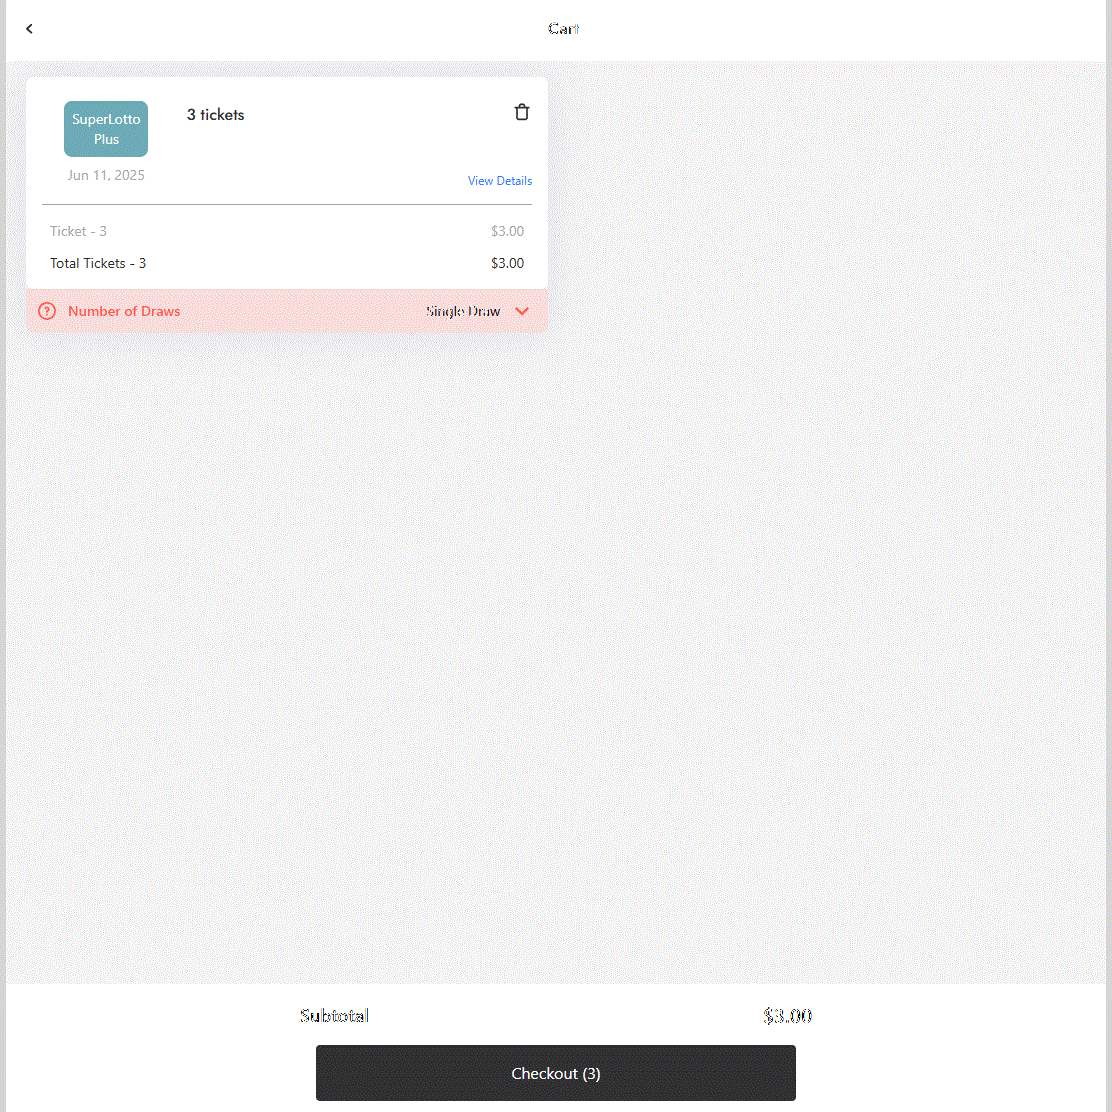 Cart
SuperLotto
Plus
3 tickets
Jun 11, 2025
View Details
Ticket - 3 $3.00
Total Tickets - 3 $3.00
? Number of Draws Single Draw
Subtotal $3.00
Checkout (3)